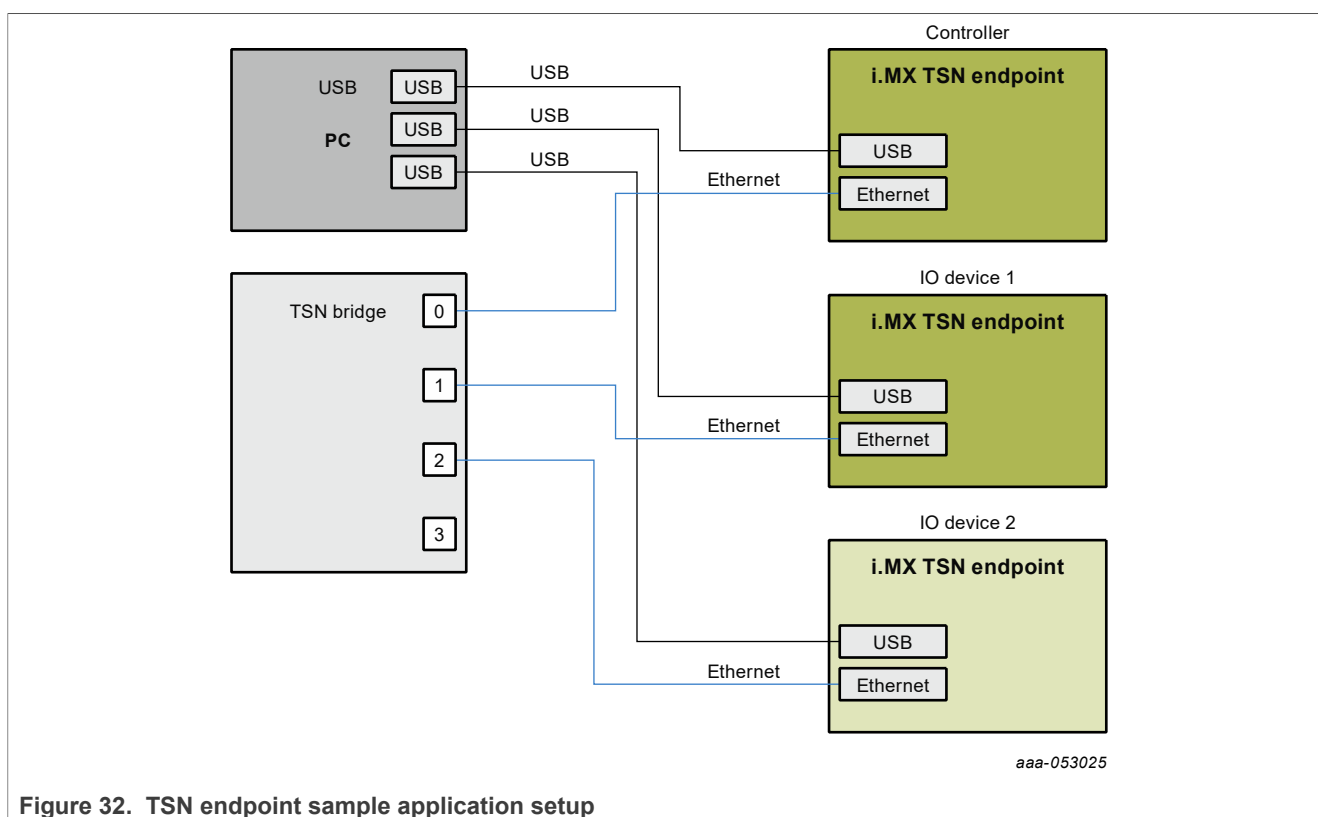 Controller
i.MX TSN endpoint
USB
Ethernet
USB
PC
USB
USB
USB
USB
USB
USB
Ethernet
TSN bridge
0
1
2
3
IO device 1
i.MX TSN endpoint
USB
Ethernet
Ethernet
IO device 2
i.MX TSN endpoint
USB
Ethernet
Ethernet
aaa-053025
Figure 32. TSN endpoint sample application setup